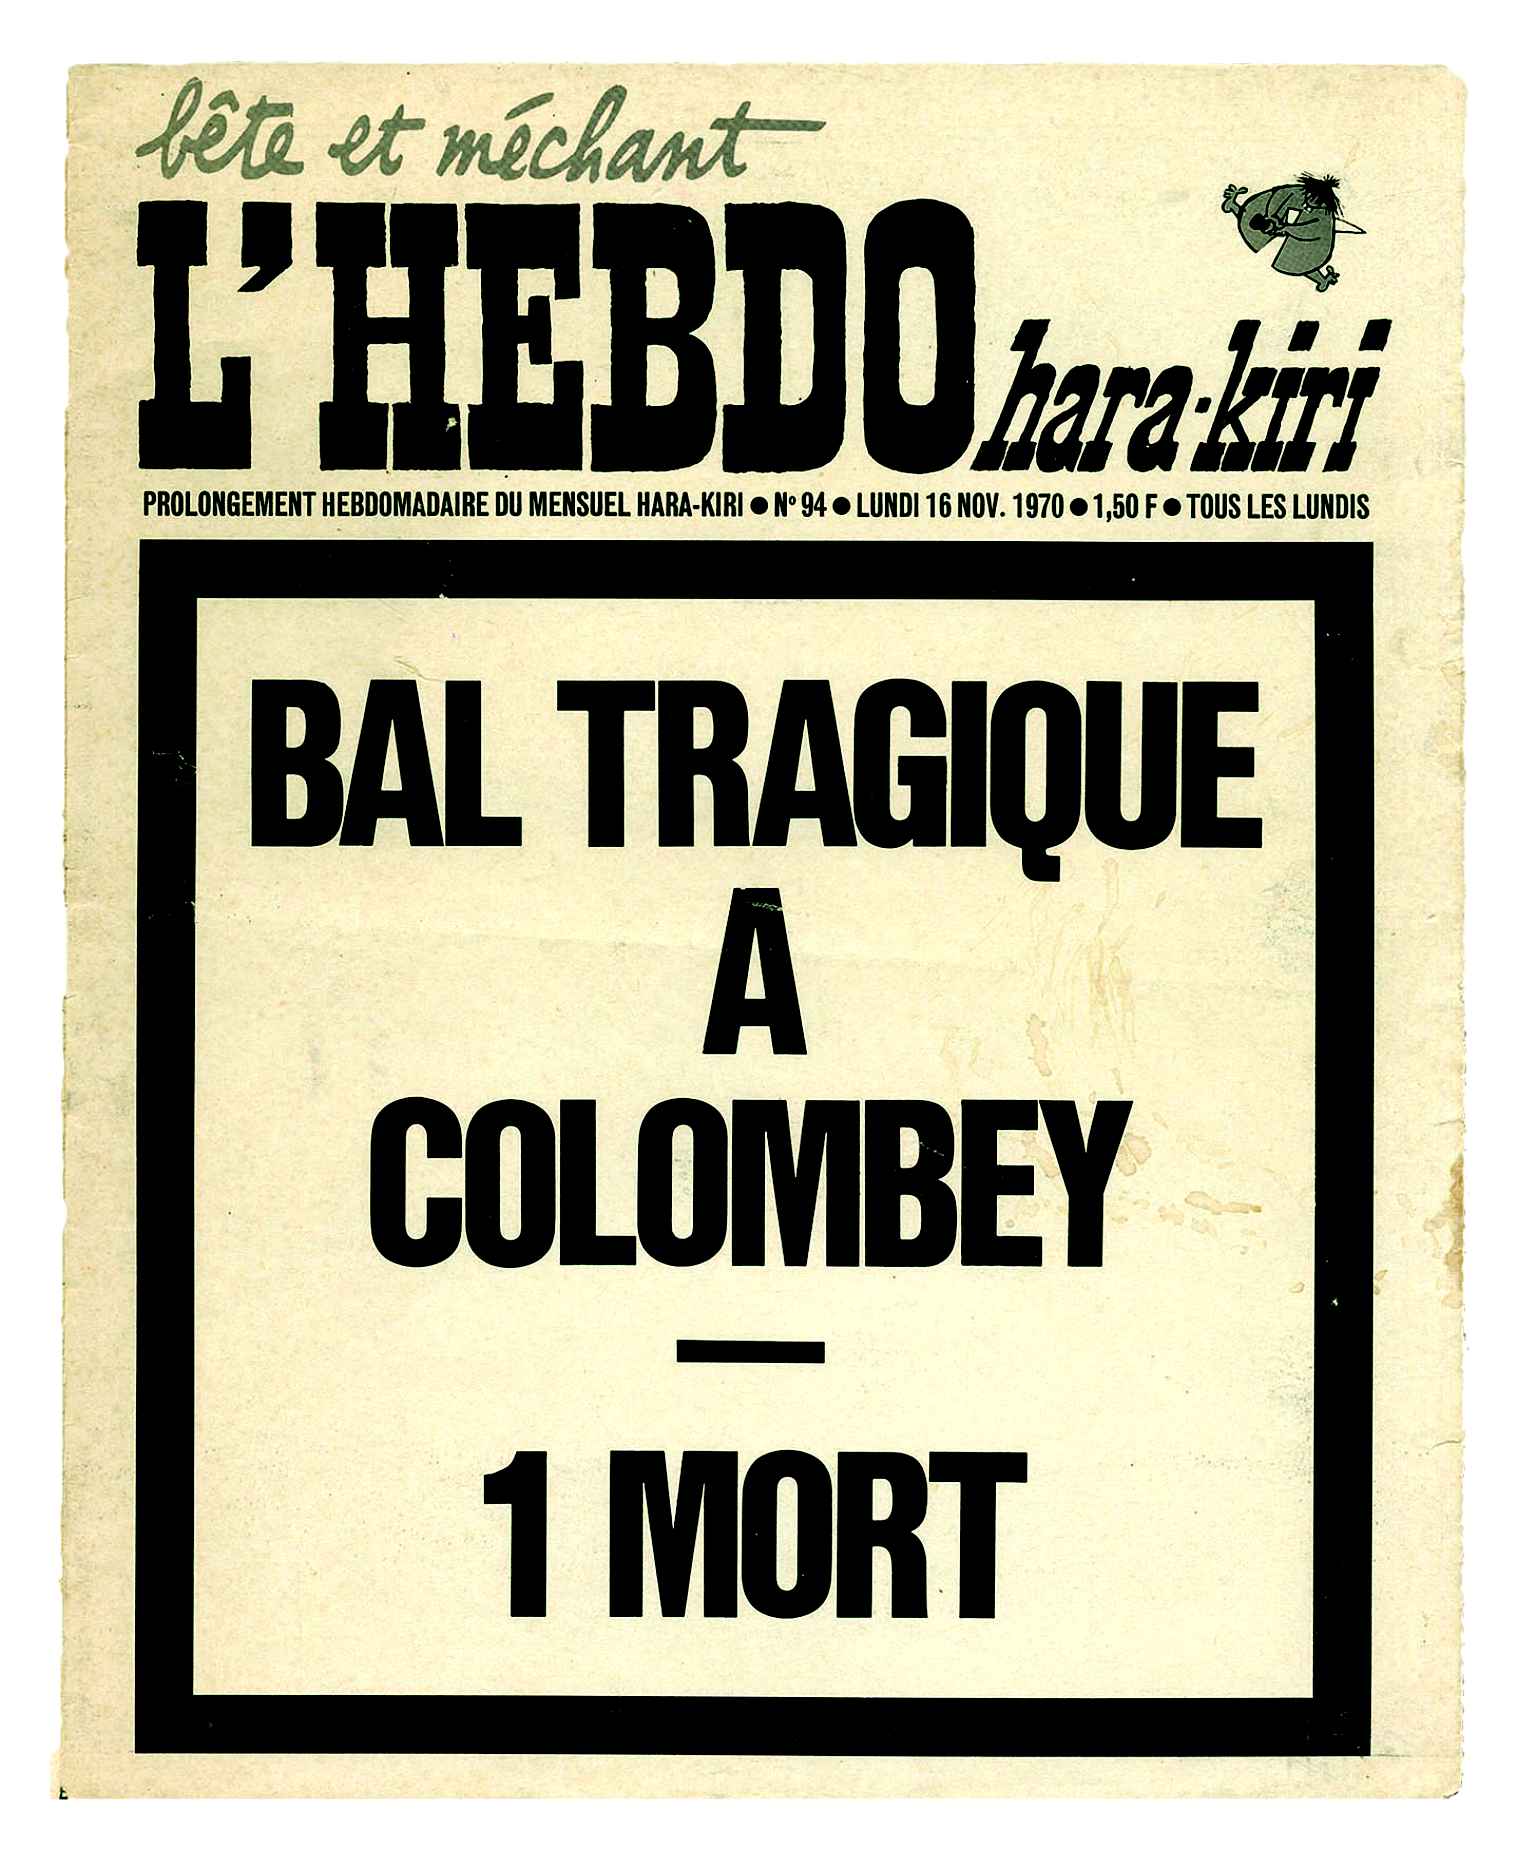 bête et méchant
L'HEBDO hara-kiri
PROLONGEMENT HEBDOMADAIRE DU MENSUEL HARA-KIRI ● Nº 94 ● LUNDI 16 NOV. 1970 ● 1,50 F ● TOUS LES LUNDIS
BAL TRAGIQUE
A
COLOMBEY
—
1 MORT